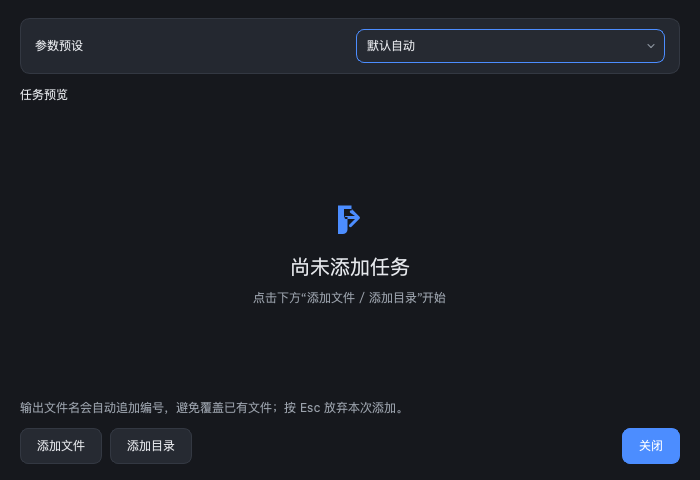 参数预设
默认自动
任务预览
尚未添加任务
点击下方“添加文件 / 添加目录”开始
输出文件名会自动追加编号，避免覆盖已有文件；按 Esc 放弃本次添加。
添加文件
添加目录
关闭